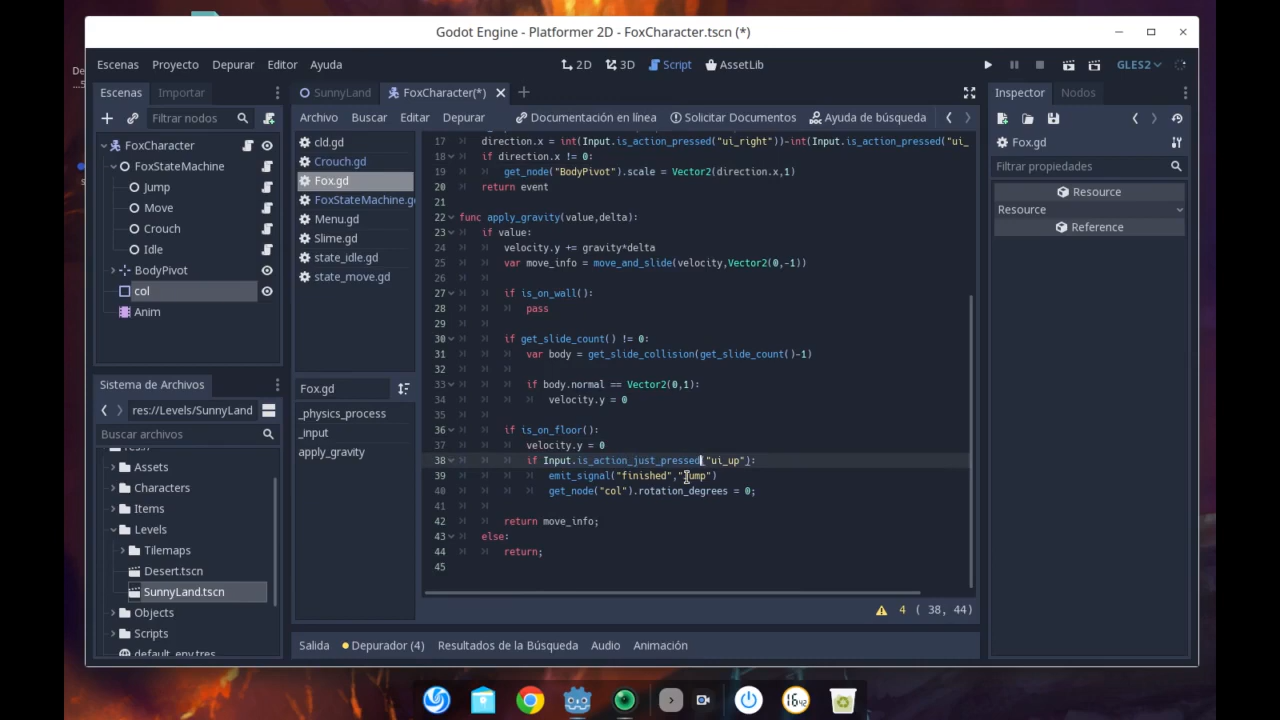 Godot Engine - Platformer 2D - FoxCharacter.tscn (*)
Escenas Proyecto Depurar Editor Ayuda 2D 3D Script AssetLib GLES2
Escenas Importar
SunnyLand FoxCharacter(*)
Inspector Nodos
Filtrar nodos
Archivo Buscar Editar Depurar Documentación en línea Solicitar Documentos Ayuda de búsqueda
FoxCharacter
FoxStateMachine
Jump
Move
Crouch
Idle
BodyPivot
col
Anim
Sistema de Archivos
res://Levels/SunnyLand
Buscar archivos
Assets
Characters
Items
Levels
Tilemaps
Desert.tscn
SunnyLand.tscn
Objects
Scripts
default_env.tres
cld.gd
Crouch.gd
Fox.gd
FoxStateMachine.g
Menu.gd
Slime.gd
state_idle.gd
state_move.gd
Fox.gd
_physics_process
_input
apply_gravity
17 direction.x = int(Input.is_action_pressed("ui_right"))-int(Input.is_action_pressed("ui_
18 if direction.x != 0:
19 get_node("BodyPivot").scale = Vector2(direction.x,1)
20 return event
21
22 func apply_gravity(value,delta):
23 if value:
24 velocity.y += gravity*delta
25 var move_info = move_and_slide(velocity,Vector2(0,-1))
26
27 if is_on_wall():
28 pass
29
30 if get_slide_count() != 0:
31 var body = get_slide_collision(get_slide_count()-1)
32
33 if body.normal == Vector2(0,1):
34 velocity.y = 0
35
36 if is_on_floor():
37 velocity.y = 0
38 if Input.is_action_just_pressed("ui_up"):
39 emit_signal("finished","jump")
40 get_node("col").rotation_degrees = 0;
41
42 return move_info;
43 else:
44 return;
45
4 ( 38, 44)
Salida Depurador (4) Resultados de la Búsqueda Audio Animación
Fox.gd
Filtrar propiedades
Resource
Resource
Reference